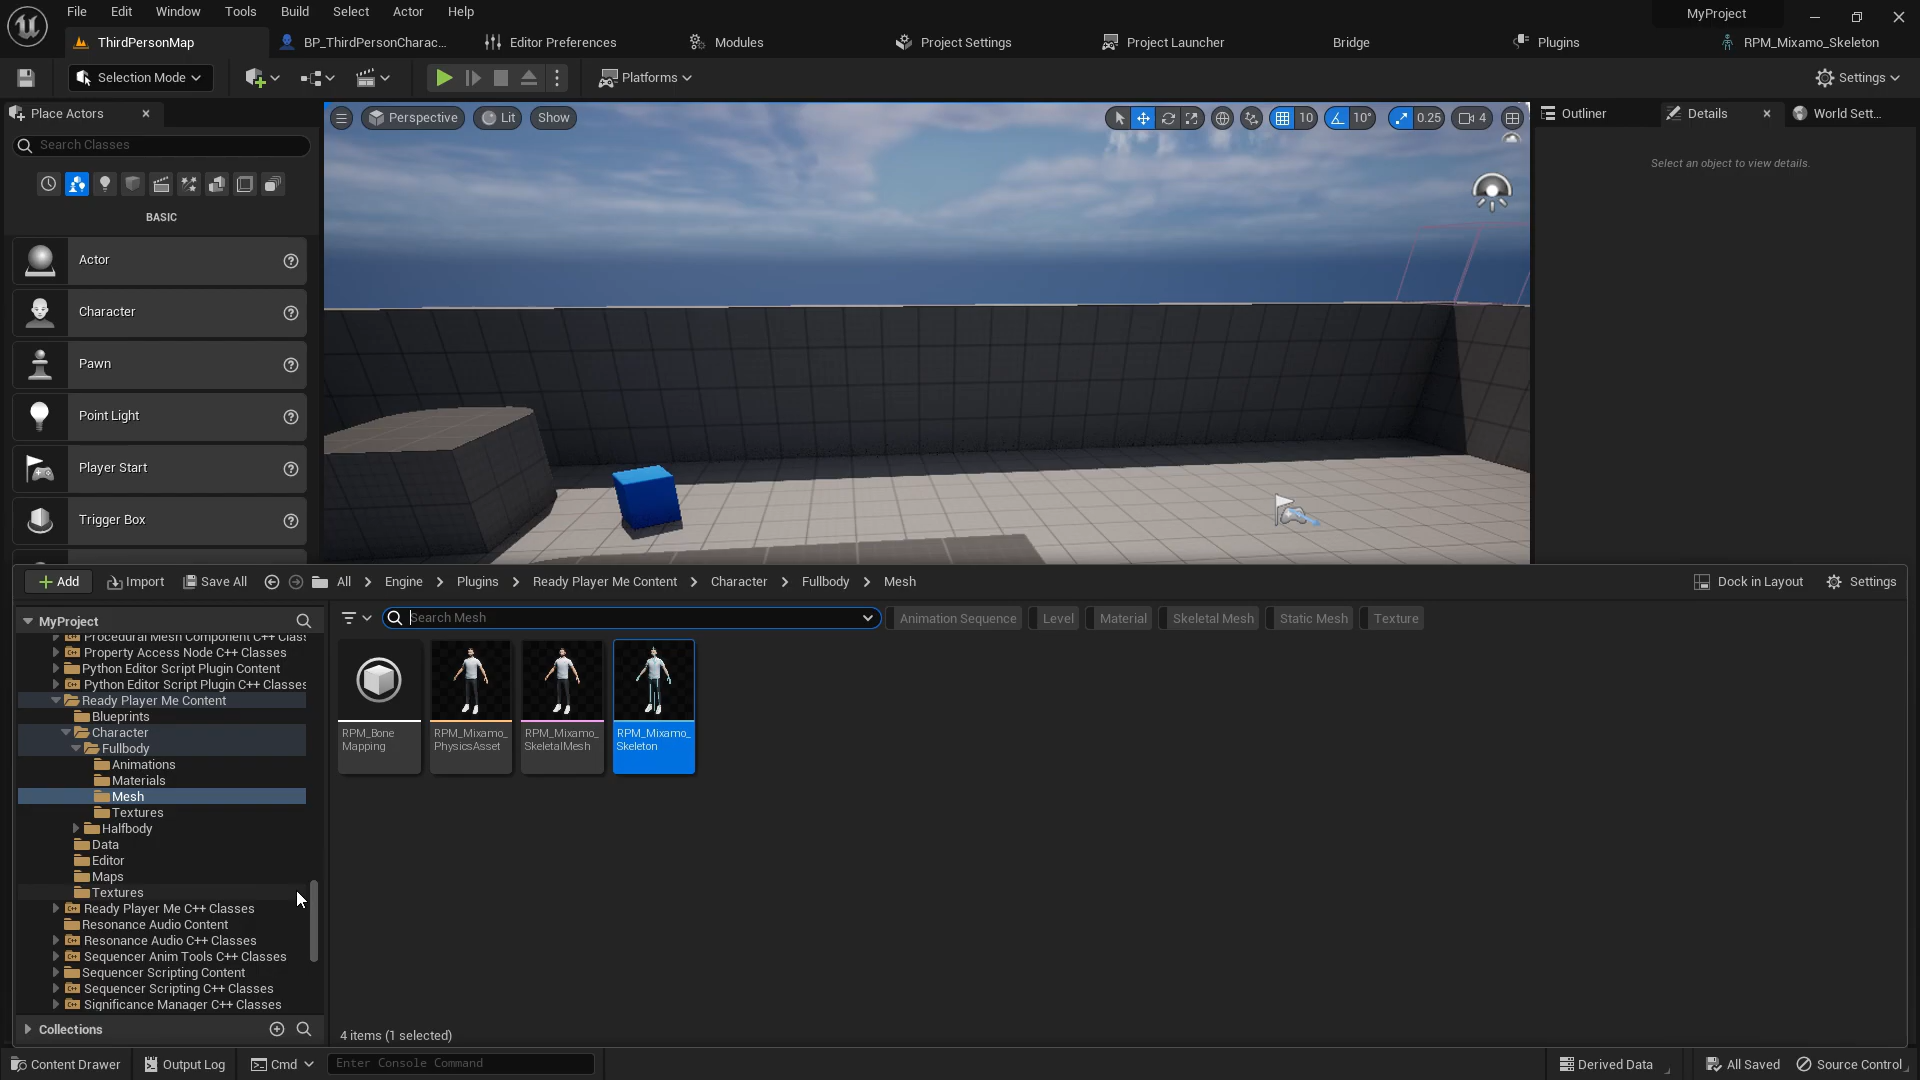 File Edit Window Tools Build Select Actor Help
MyProject
ThirdPersonMap
BP_ThirdPersonCharac...
Editor Preferences
Modules
Project Settings
Project Launcher
Bridge
Plugins
RPM_Mixamo_Skeleton
Selection Mode
Platforms
Settings
Place Actors
Search Classes
BASIC
Actor
Character
Pawn
Point Light
Player Start
Trigger Box
Perspective
Lit
Show
10
10°
0.25
4
Outliner
Details
World Sett...
Select an object to view details.
Add
Import
Save All
All
Engine
Plugins
Ready Player Me Content
Character
Fullbody
Mesh
Dock in Layout
Settings
MyProject
Procedural Mesh Component C++ Class
Property Access Node C++ Classes
Python Editor Script Plugin Content
Python Editor Script Plugin C++ Classes
Ready Player Me Content
Blueprints
Character
Fullbody
Animations
Materials
Mesh
Textures
Halfbody
Data
Editor
Maps
Textures
Ready Player Me C++ Classes
Resonance Audio Content
Resonance Audio C++ Classes
Sequencer Anim Tools C++ Classes
Sequencer Scripting Content
Sequencer Scripting C++ Classes
Significance Manager C++ Classes
Collections
Search Mesh
Animation Sequence
Level
Material
Skeletal Mesh
Static Mesh
Texture
RPM_Bone
Mapping
RPM_Mixamo_
PhysicsAsset
RPM_Mixamo_
SkeletalMesh
RPM_Mixamo_
Skeleton
4 items (1 selected)
Content Drawer
Output Log
Cmd
Enter Console Command
Derived Data
All Saved
Source Control